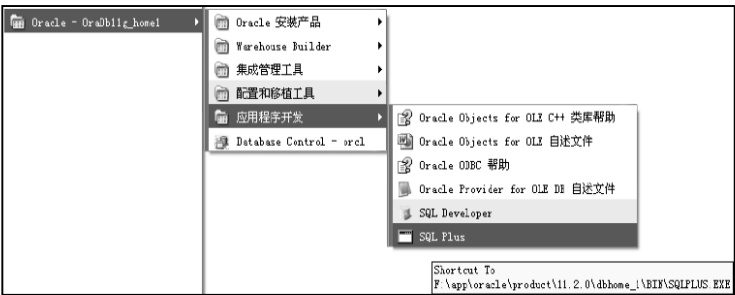 Oracle - OraDb11g_home1
Oracle 安装产品
Warehouse Builder
集成管理工具
配置和移植工具
应用程序开发
Database Control - orcl
Oracle Objects for OLE C++ 类库帮助
Oracle Objects for OLE 自述文件
Oracle ODBC 帮助
Oracle Provider for OLE DB 自述文件
SQL Developer
SQL Plus
Shortcut To
F:\app\oracle\product\11.2.0\dbhome_1\BIN\SQLPLUS.EXE